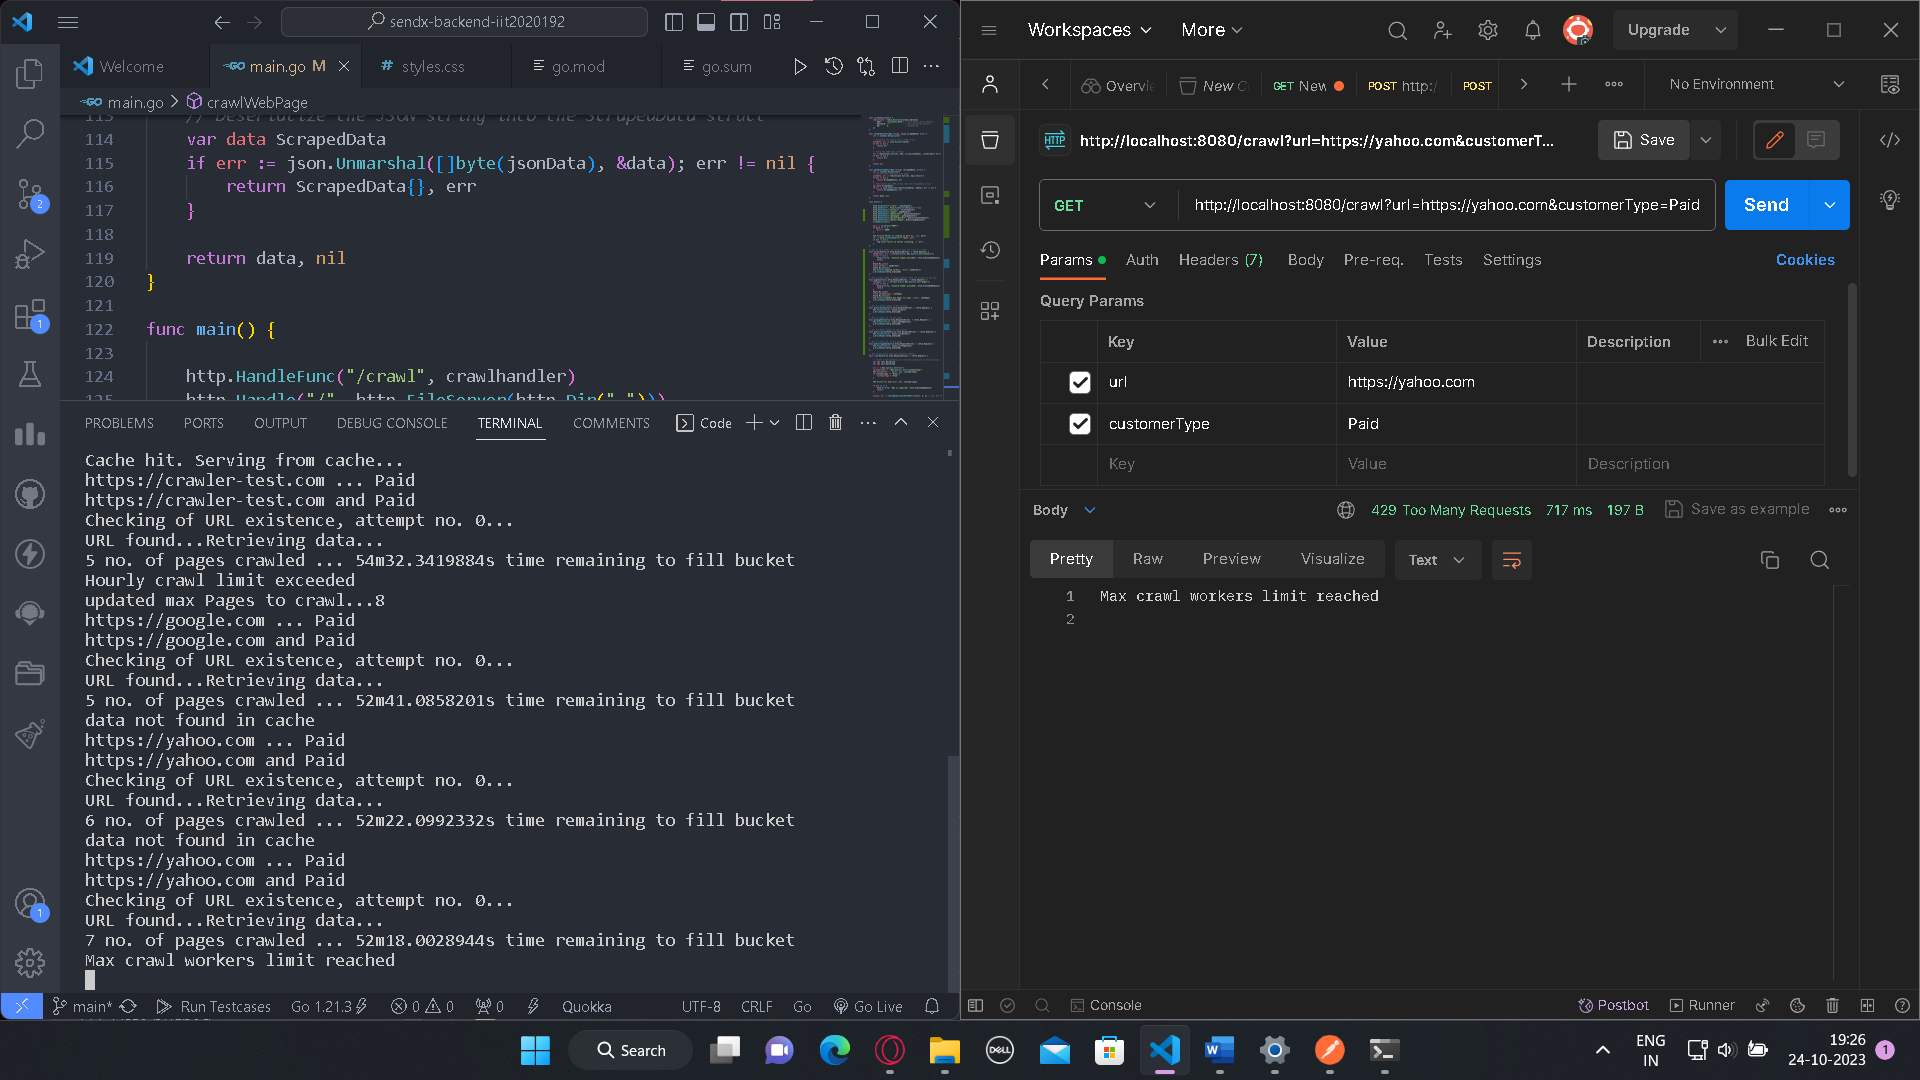 sendx-backend-iit2020192
Welcome
main.go M
# styles.css
go.mod
go.sum
main.go > crawlWebPage
113 // Deserialize the JSON string into the ScrapedData struct
114 var data ScrapedData
115 if err := json.Unmarshal([]byte(jsonData), &data); err != nil {
116 return ScrapedData{}, err
117 }
118
119 return data, nil
120 }
121
122 func main() {
123
124 http.HandleFunc("/crawl", crawlhandler)
125 http.Handle("/", http.FileServer(http.Dir(".")))
2
1
1
PROBLEMS PORTS OUTPUT DEBUG CONSOLE TERMINAL COMMENTS Code
Cache hit. Serving from cache...
https://crawler-test.com ... Paid
https://crawler-test.com and Paid
Checking of URL existence, attempt no. 0...
URL found...Retrieving data...
5 no. of pages crawled ... 54m32.3419884s time remaining to fill bucket
Hourly crawl limit exceeded
updated max Pages to crawl...8
https://google.com ... Paid
https://google.com and Paid
Checking of URL existence, attempt no. 0...
URL found...Retrieving data...
5 no. of pages crawled ... 52m41.0858201s time remaining to fill bucket
data not found in cache
https://yahoo.com ... Paid
https://yahoo.com and Paid
Checking of URL existence, attempt no. 0...
URL found...Retrieving data...
6 no. of pages crawled ... 52m22.0992332s time remaining to fill bucket
data not found in cache
https://yahoo.com ... Paid
https://yahoo.com and Paid
Checking of URL existence, attempt no. 0...
URL found...Retrieving data...
7 no. of pages crawled ... 52m18.0028944s time remaining to fill bucket
Max crawl workers limit reached
main* Run Testcases Go 1.21.3 0 0 0 Quokka UTF-8 CRLF Go Go Live
Workspaces More Upgrade
Overvi New C GET New POST http:/ POST No Environment
HTTP http://localhost:8080/crawl?url=https://yahoo.com&customerT... Save
GET http://localhost:8080/crawl?url=https://yahoo.com&customerType=Paid Send
Params Auth Headers (7) Body Pre-req. Tests Settings Cookies
Query Params
Key Value Description Bulk Edit
url https://yahoo.com
customerType Paid
Key Value Description
Body 429 Too Many Requests 717 ms 197 B Save as example
Pretty Raw Preview Visualize Text
1 Max crawl workers limit reached
2
Console Postbot Runner
Search
DELL
ENG
IN
19:26
24-10-2023
1